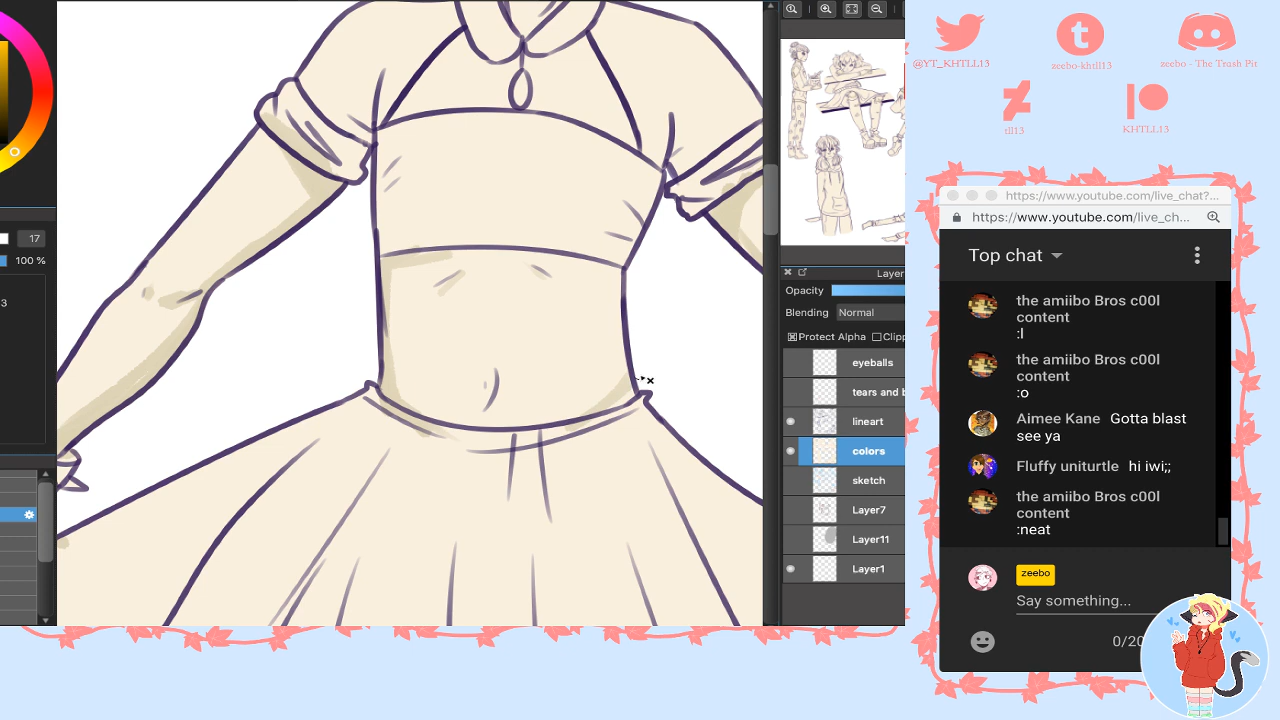 17
100 %
3
Layer
Opacity
Blending Normal
Protect Alpha Clipp
eyeballs
tears and b
lineart
colors
sketch
Layer7
Layer11
Layer1
@YT_KHTLL13
zeebo-khtll13
zeebo - The Trash Pit
tll13
KHTLL13
https://www.youtube.com/live_chat?...
https://www.youtube.com/live_ch...
Top chat
the amiibo Bros c00l
content
:l
the amiibo Bros c00l
content
:o
Aimee Kane Gotta blast
see ya
Fluffy uniturtle hi iwi;;
the amiibo Bros c00l
content
:neat
zeebo
Say something...
0/20